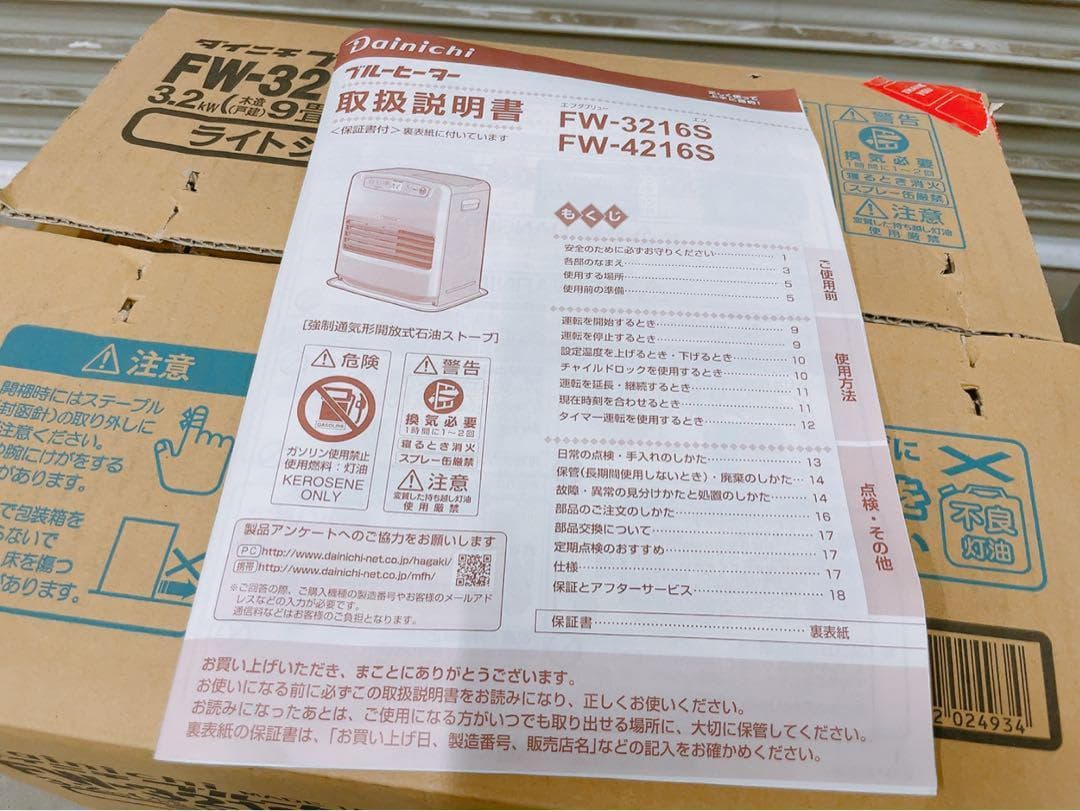 ダイニチ
FW-32
3.2kW(木造(戸建)9畳
ライト
Dainichi
ブルーヒーター
取扱説明書
<保証書付>裏表紙に付いています
正しく使って
上手に節約!
エフダブリュー エス
FW-3216S
FW-4216S
もくじ
安全のために必ずお守りください 1
各部のなまえ 3
使用する場所 5
使用前の準備 5
ご使用前
運転を開始するとき 9
運転を停止するとき 9
設定温度を上げるとき・下げるとき 10
チャイルドロックを使用するとき 10
運転を延長・継続するとき 11
現在時刻を合わせるとき 11
タイマー運転を使用するとき 12
使用方法
日常の点検・手入れのしかた 13
保管(長期間使用しないとき)・廃棄のしかた 14
故障・異常の見分けかたと処置のしかた 14
部品のご注文のしかた 16
部品交換について 17
定期点検のおすすめ 17
仕様 17
保証とアフターサービス 18
点検・その他
保証書 裏表紙
[強制通気形開放式石油ストーブ]
危険
GASOLINE
ガソリン使用禁止
使用燃料:灯油
KEROSENE
ONLY
警告
換気必要
1時間に1~2回
寝るとき消火
スプレー缶厳禁
注意
変質した持ち越し灯油
使用厳禁
製品アンケートへのご協力をお願いします
PC http://www.dainichi-net.co.jp/hagaki/
携帯 http://www.dainichi-net.co.jp/mfh/
※ご回答の際、ご購入機種の製造番号やお客様のメールアド
レスなどの入力が必要です。
通信料などはお客様のご負担となります。
お買い上げいただき、まことにありがとうございます。
お使いになる前に必ずこの取扱説明書をお読みになり、正しくお使いください。
お読みになったあとは、ご使用になる方がいつでも取り出せる場所に、大切に保管してください。
裏表紙の保証書は、「お買い上げ日、製造番号、販売店名」などの記入をお確かめください。
警告
換気必要
1時間に1~2回
寝るとき消火
スプレー缶厳禁
注意
変質した持ち越し灯油
使用厳禁
注意
開梱時にはステープル
封函針)の取り外しに
注意ください。
や腕にけがをする
があります。
で包装箱を
らないで
床を傷つ
あります。
に
不良
灯油
2 024934